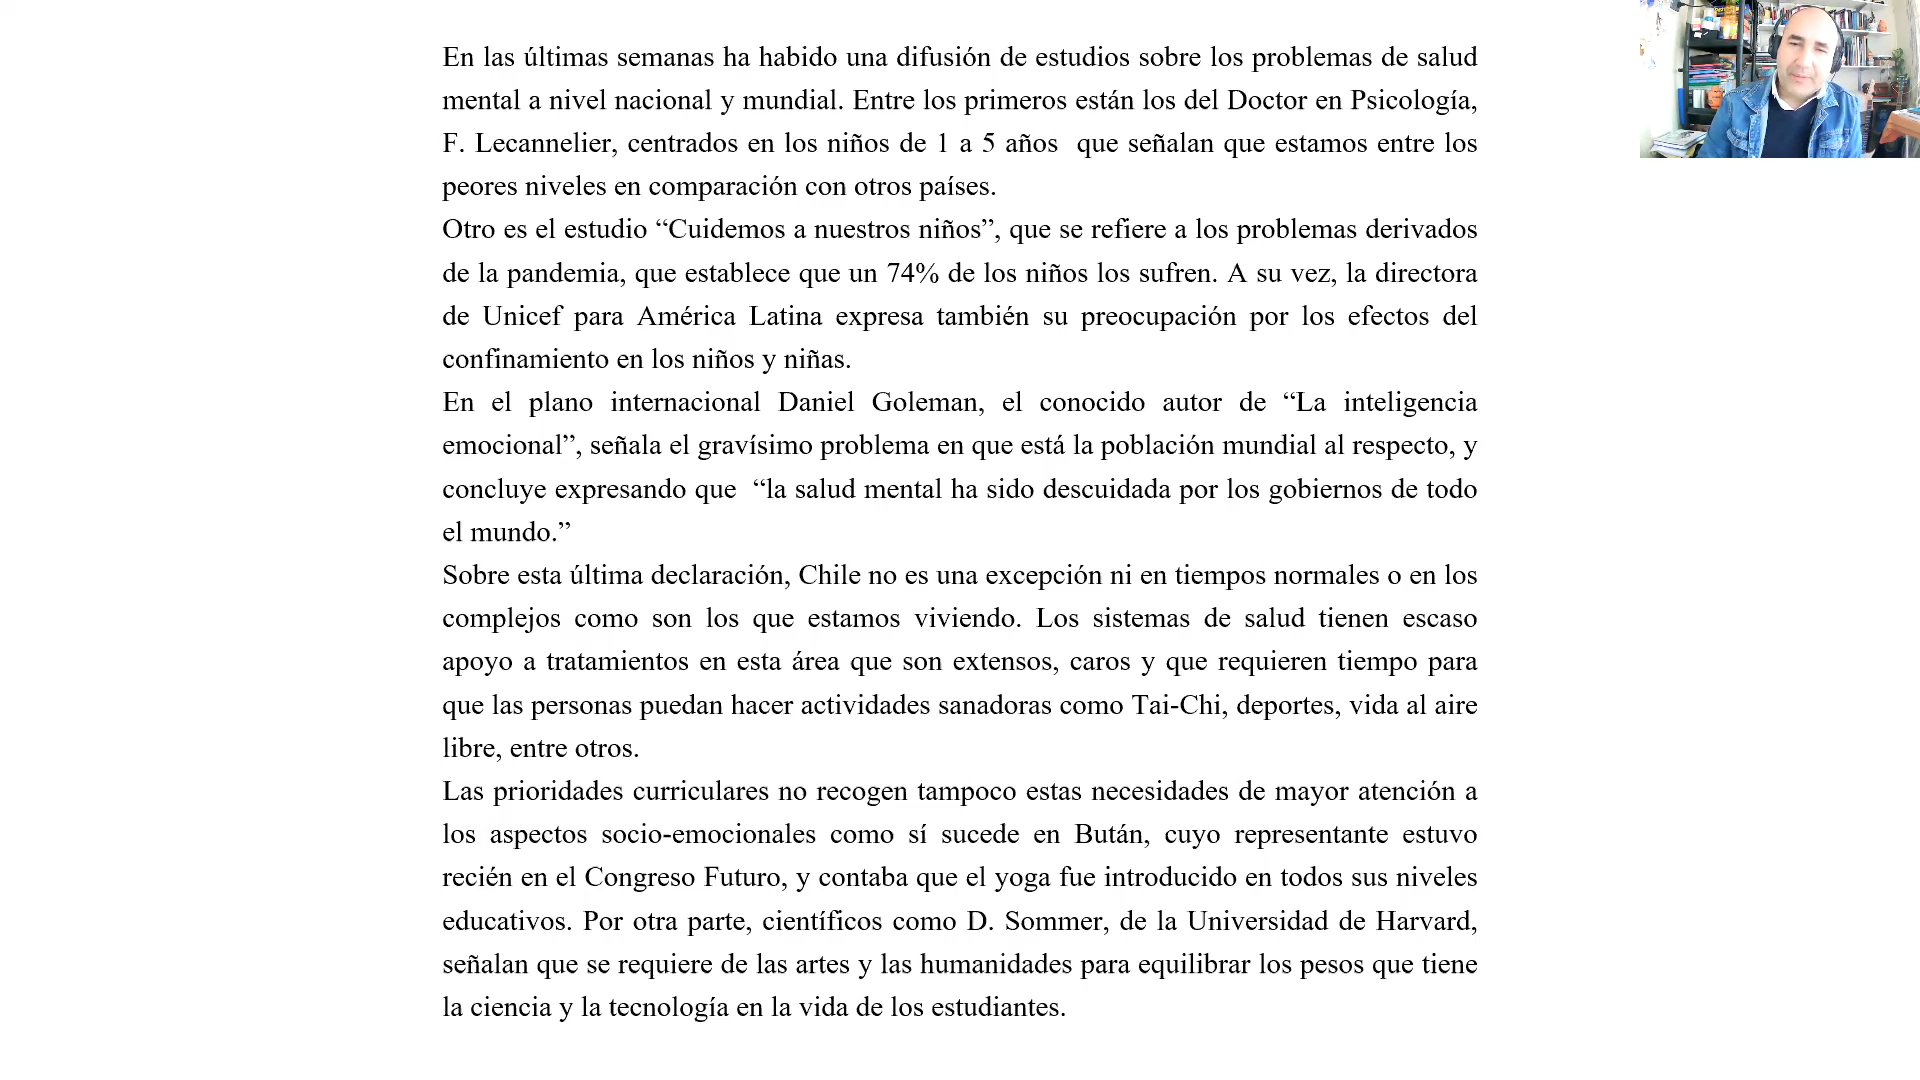 En las últimas semanas ha habido una difusión de estudios sobre los problemas de salud
mental a nivel nacional y mundial. Entre los primeros están los del Doctor en Psicología,
F. Lecannelier, centrados en los niños de 1 a 5 años  que señalan que estamos entre los
peores niveles en comparación con otros países.
Otro es el estudio “Cuidemos a nuestros niños”, que se refiere a los problemas derivados
de la pandemia, que establece que un 74% de los niños los sufren. A su vez, la directora
de Unicef para América Latina expresa también su preocupación por los efectos del
confinamiento en los niños y niñas.
En el plano internacional Daniel Goleman, el conocido autor de “La inteligencia
emocional”, señala el gravísimo problema en que está la población mundial al respecto, y
concluye expresando que  “la salud mental ha sido descuidada por los gobiernos de todo
el mundo.”
Sobre esta última declaración, Chile no es una excepción ni en tiempos normales o en los
complejos como son los que estamos viviendo. Los sistemas de salud tienen escaso
apoyo a tratamientos en esta área que son extensos, caros y que requieren tiempo para
que las personas puedan hacer actividades sanadoras como Tai-Chi, deportes, vida al aire
libre, entre otros.
Las prioridades curriculares no recogen tampoco estas necesidades de mayor atención a
los aspectos socio-emocionales como sí sucede en Bután, cuyo representante estuvo
recién en el Congreso Futuro, y contaba que el yoga fue introducido en todos sus niveles
educativos. Por otra parte, científicos como D. Sommer, de la Universidad de Harvard,
señalan que se requiere de las artes y las humanidades para equilibrar los pesos que tiene
la ciencia y la tecnología en la vida de los estudiantes.